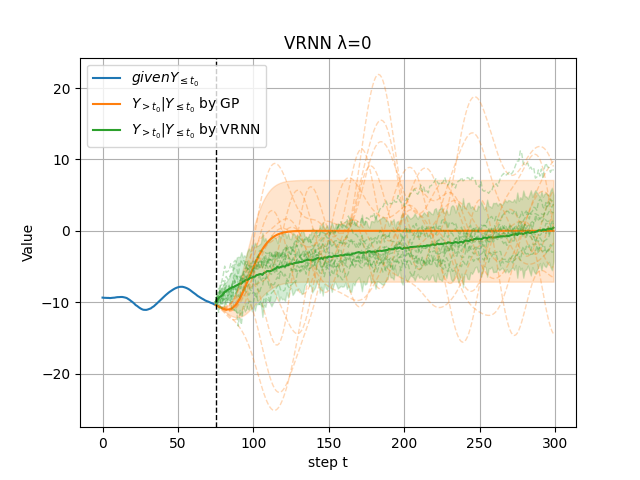 VRNN λ=0
given Y≤t₀
Y>t₀|Y≤t₀ by GP
Y>t₀|Y≤t₀ by VRNN
Value
20
10
0
−10
−20
0 50 100 150 200 250 300
step t